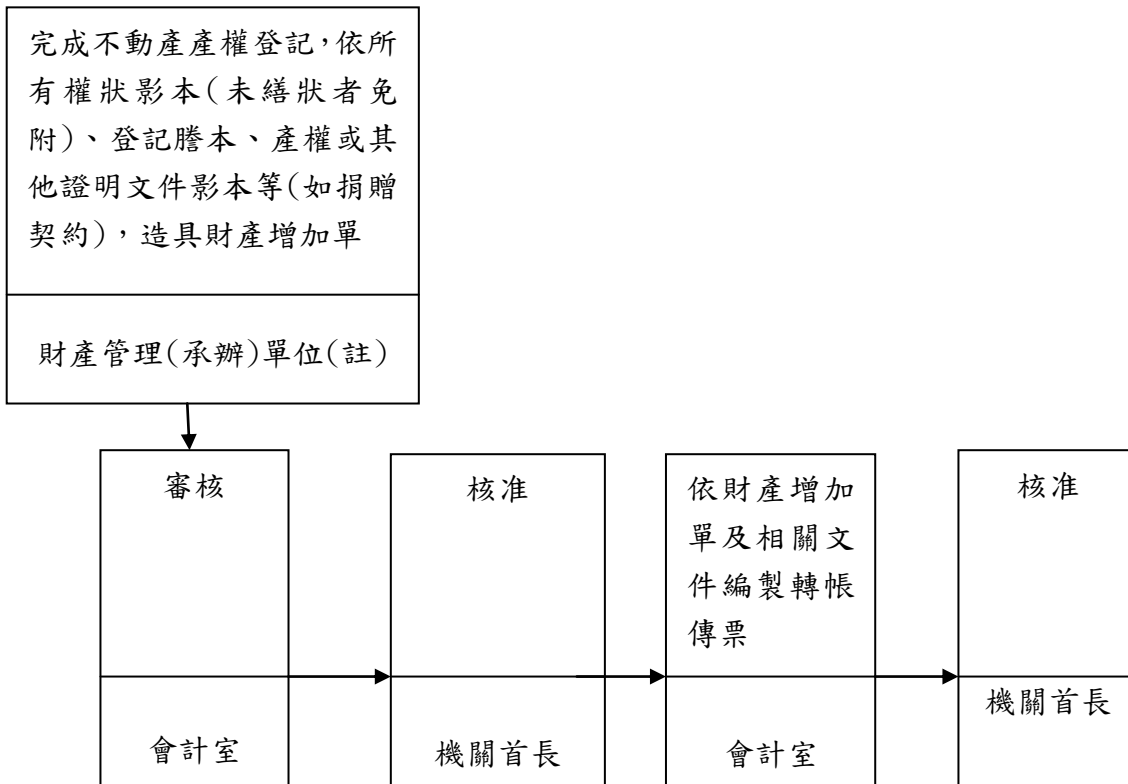 完成不動產產權登記，依所
有權狀影本(未繕狀者免
附)、登記謄本、產權或其
他證明文件影本等(如捐贈
契約)，造具財產增加單
財產管理(承辦)單位(註)
審核
會計室
核准
機關首長
依財產增加
單及相關文
件編製轉帳
傳票
會計室
核准
機關首長